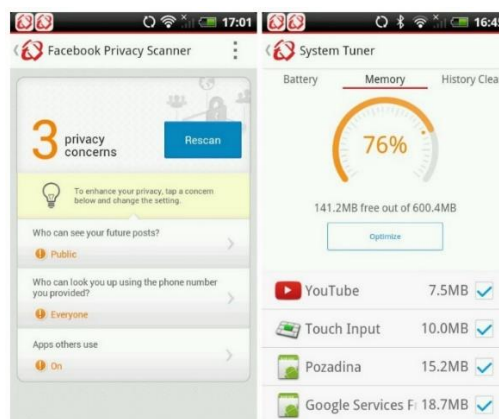 17:01
Facebook Privacy Scanner
3 privacy
concerns
Rescan
To enhance your privacy, tap a concern
below and change the setting.
Who can see your future posts?
Public
Who can look you up using the phone number
you provided?
Everyone
Apps others use
On
16:45
System Tuner
Battery Memory History Clea
76%
141.2MB free out of 600.4MB
Optimize
YouTube 7.5MB
Touch Input 10.0MB
Pozadina 15.2MB
Google Services F 18.7MB